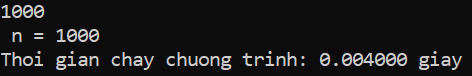 1000
n = 1000
Thoi gian chay chuong trinh: 0.004000 giay